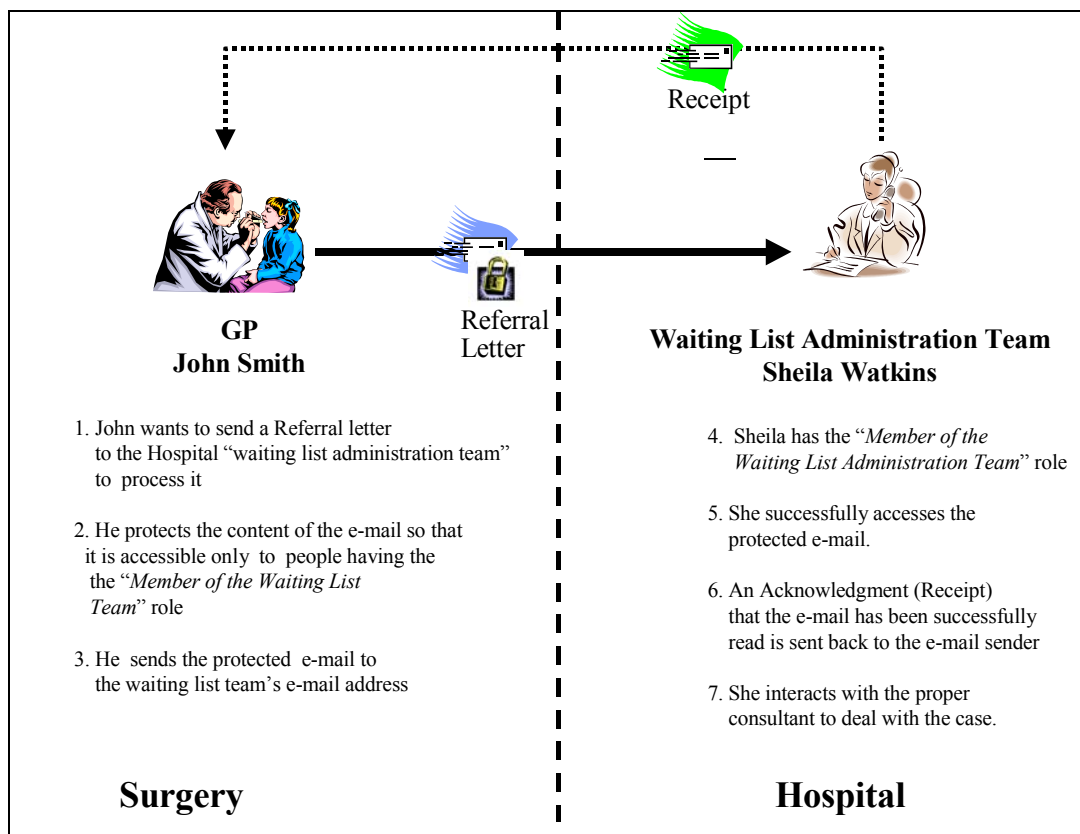 Receipt
Referral
Letter
GP
John Smith
Waiting List Administration Team
Sheila Watkins
1. John wants to send a Referral letter
to the Hospital “waiting list administration team”
to process it
2. He protects the content of the e-mail so that
it is accessible only to people having the
the “Member of the Waiting List
Team” role
3. He sends the protected e-mail to
the waiting list team’s e-mail address
4. Sheila has the “Member of the
Waiting List Administration Team” role
5. She successfully accesses the
protected e-mail.
6. An Acknowledgment (Receipt)
that the e-mail has been successfully
read is sent back to the e-mail sender
7. She interacts with the proper
consultant to deal with the case.
Surgery
Hospital